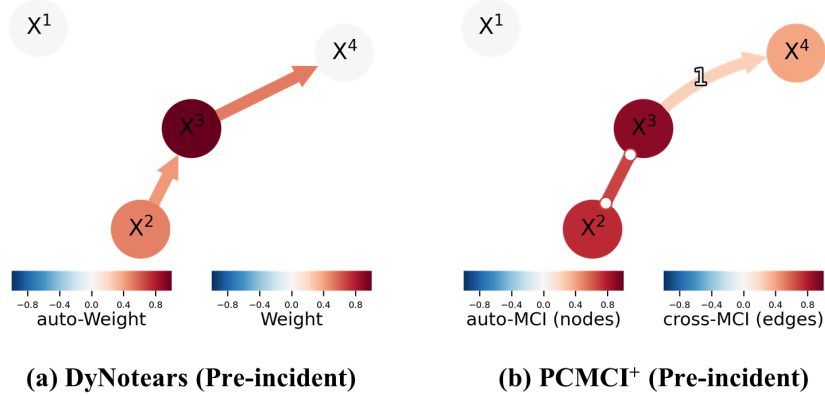 X¹
X⁴
X³
X²
−0.8 −0.4 0.0 0.4 0.8
auto-Weight
−0.8 −0.4 0.0 0.4 0.8
Weight
(a) DyNotears (Pre-incident)
X¹
X⁴
1
X³
X²
−0.8 −0.4 0.0 0.4 0.8
auto-MCI (nodes)
−0.8 −0.4 0.0 0.4 0.8
cross-MCI (edges)
(b) PCMCI⁺ (Pre-incident)